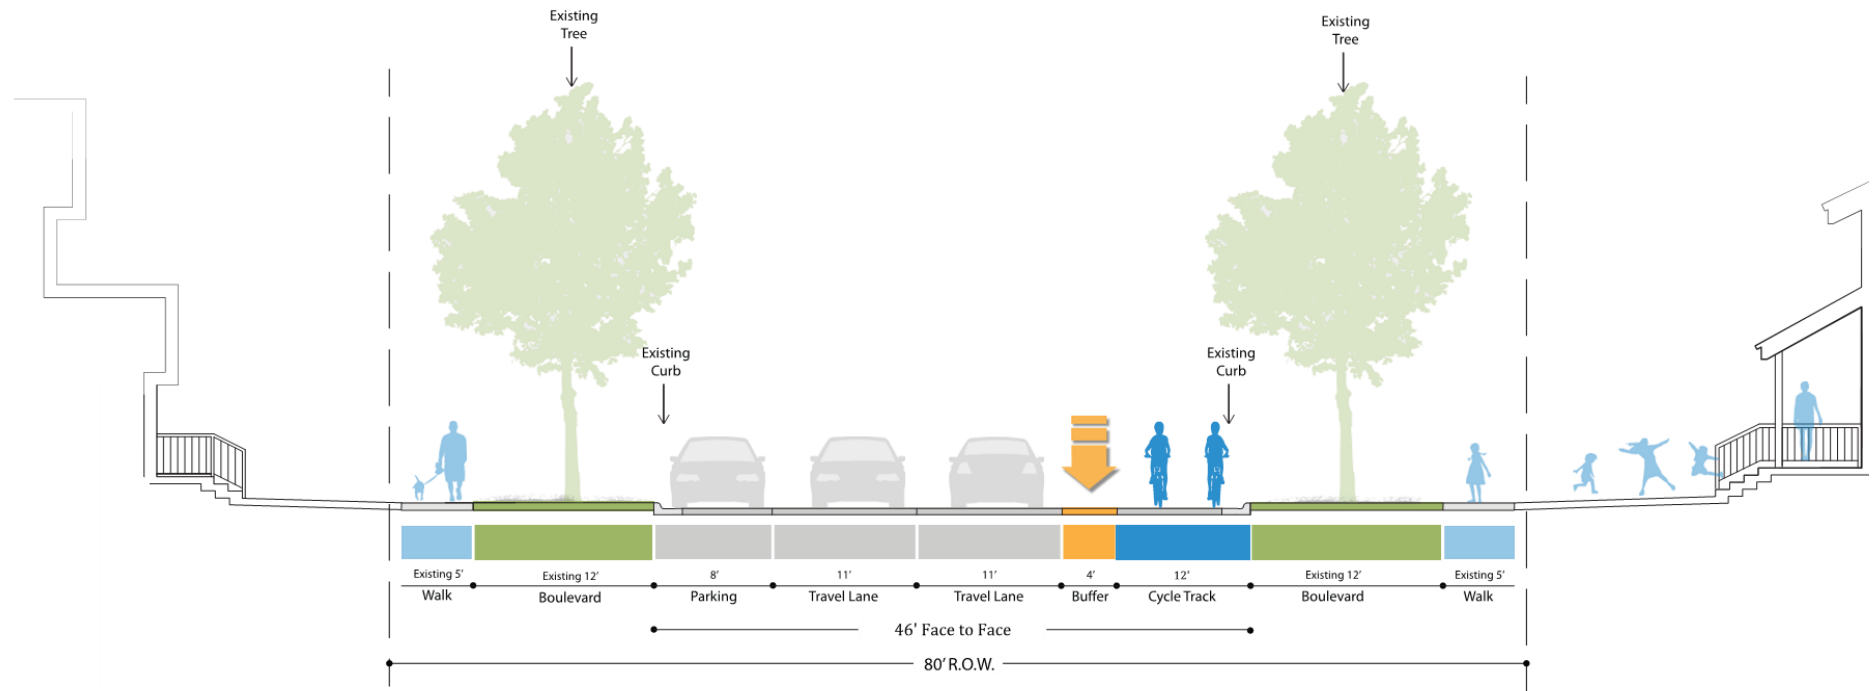 Existing
Tree
Existing
Tree
Existing
Curb
Existing
Curb
Existing 5’
Existing 12’
8’
11’
11’
4’
12’
Existing 12’
Existing 5’
Walk
Boulevard
Parking
Travel Lane
Travel Lane
Buffer
Cycle Track
Boulevard
Walk
46' Face to Face
80’ R.O.W.